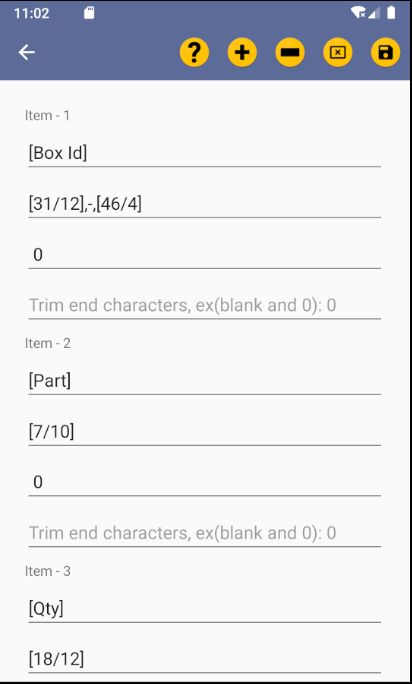 11:02
?
Item - 1
[Box Id]
[31/12],-,[46/4]
0
Trim end characters, ex(blank and 0): 0
Item - 2
[Part]
[7/10]
0
Trim end characters, ex(blank and 0): 0
Item - 3
[Qty]
[18/12]